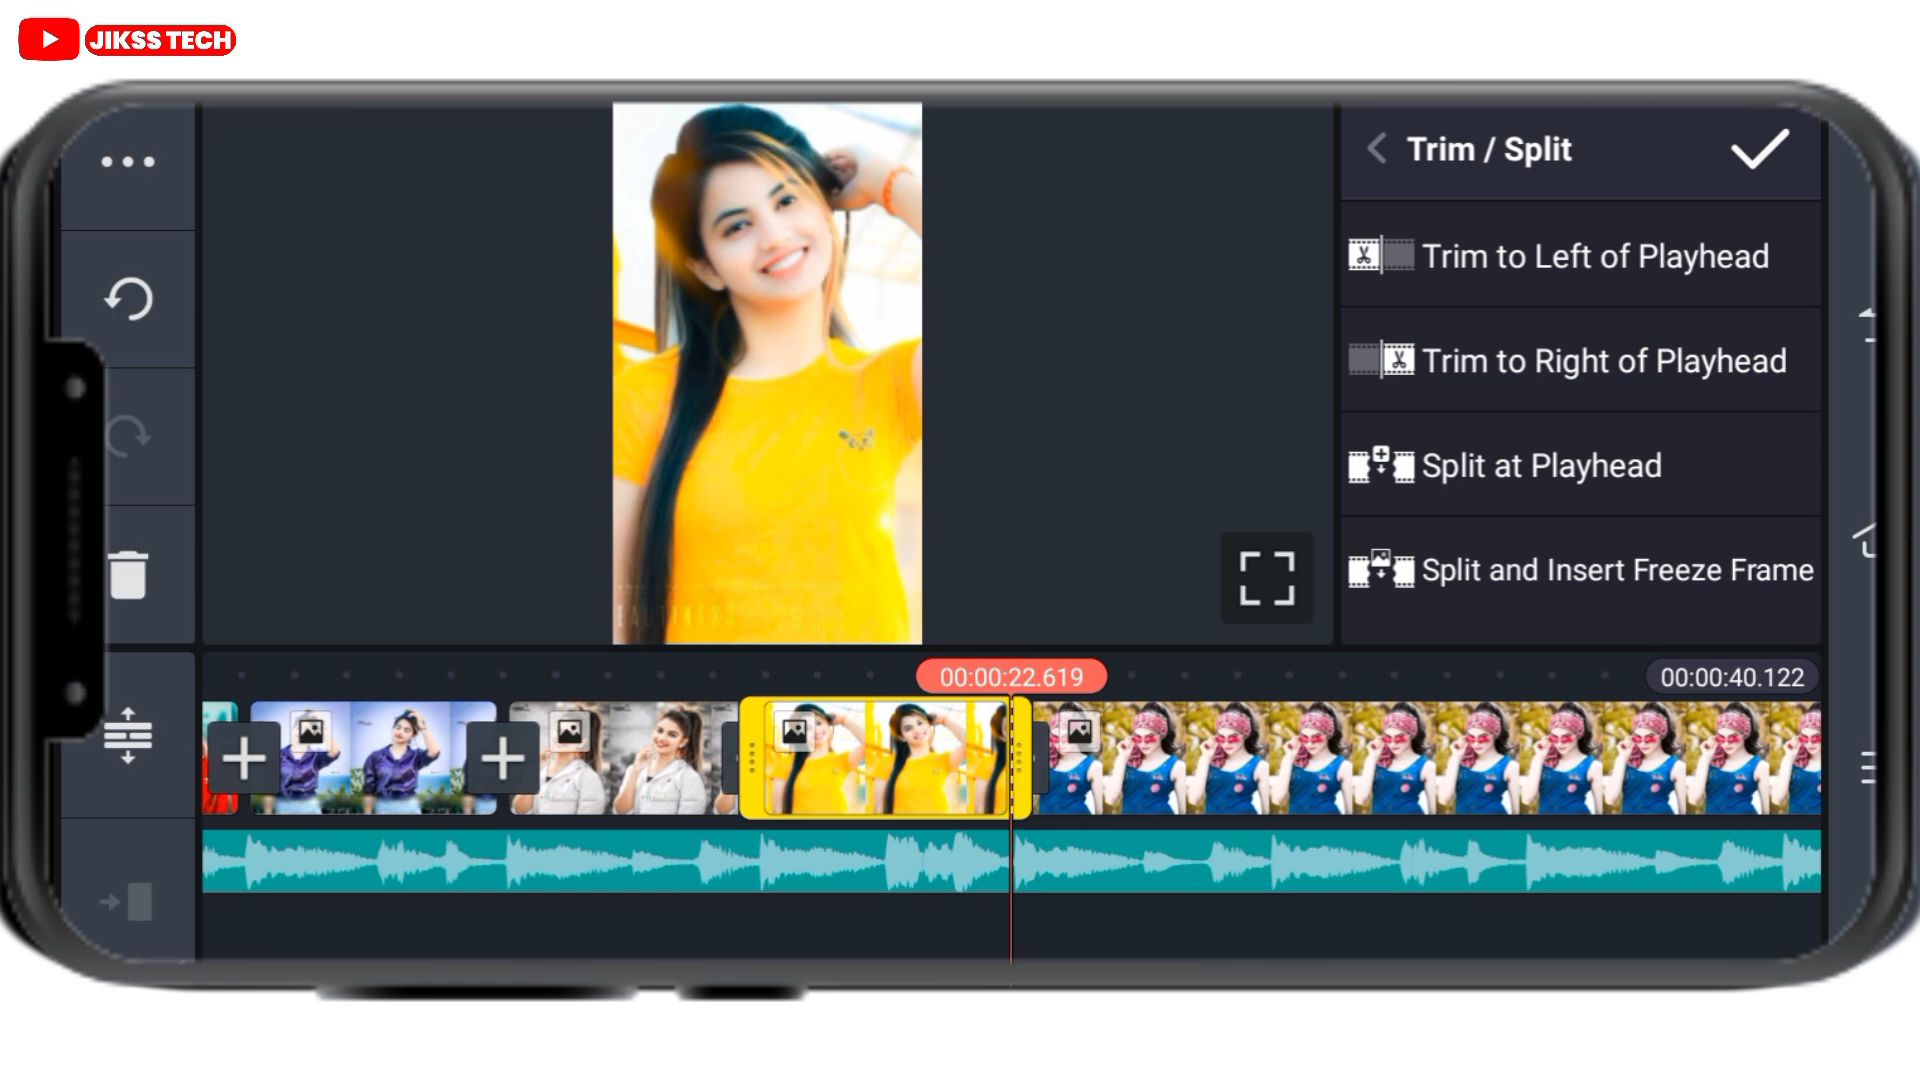 JIKSS TECH
Trim / Split
Trim to Left of Playhead
Trim to Right of Playhead
Split at Playhead
Split and Insert Freeze Frame
00:00:22.619
00:00:40.122